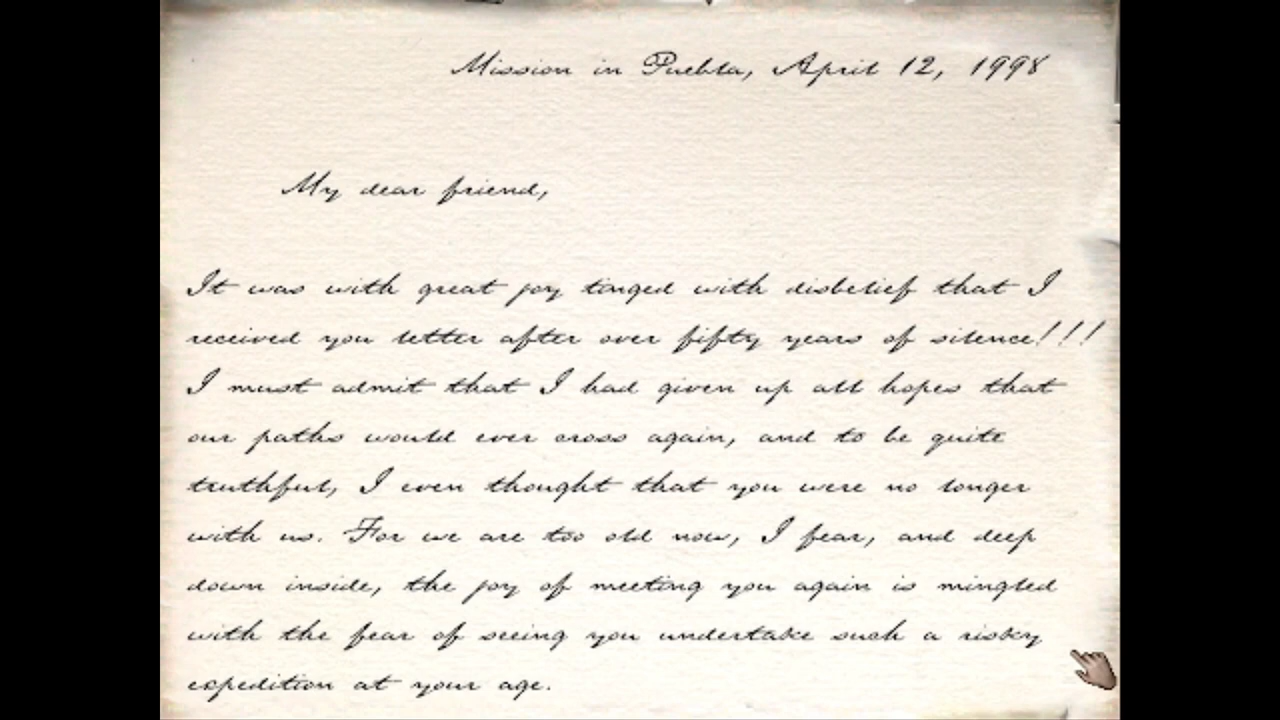 Mission in Puebla, April 12, 1998
My dear friend,
It was with great joy tinged with disbelief that I
received you letter after over fifty years of silence!!!
I must admit that I had given up all hopes that
our paths would ever cross again, and to be quite
truthful, I even thought that you were no longer
with us. For we are too old now, I fear, and deep
down inside, the joy of meeting you again is mingled
with the fear of seeing you undertake such a risky
expedition at your age.